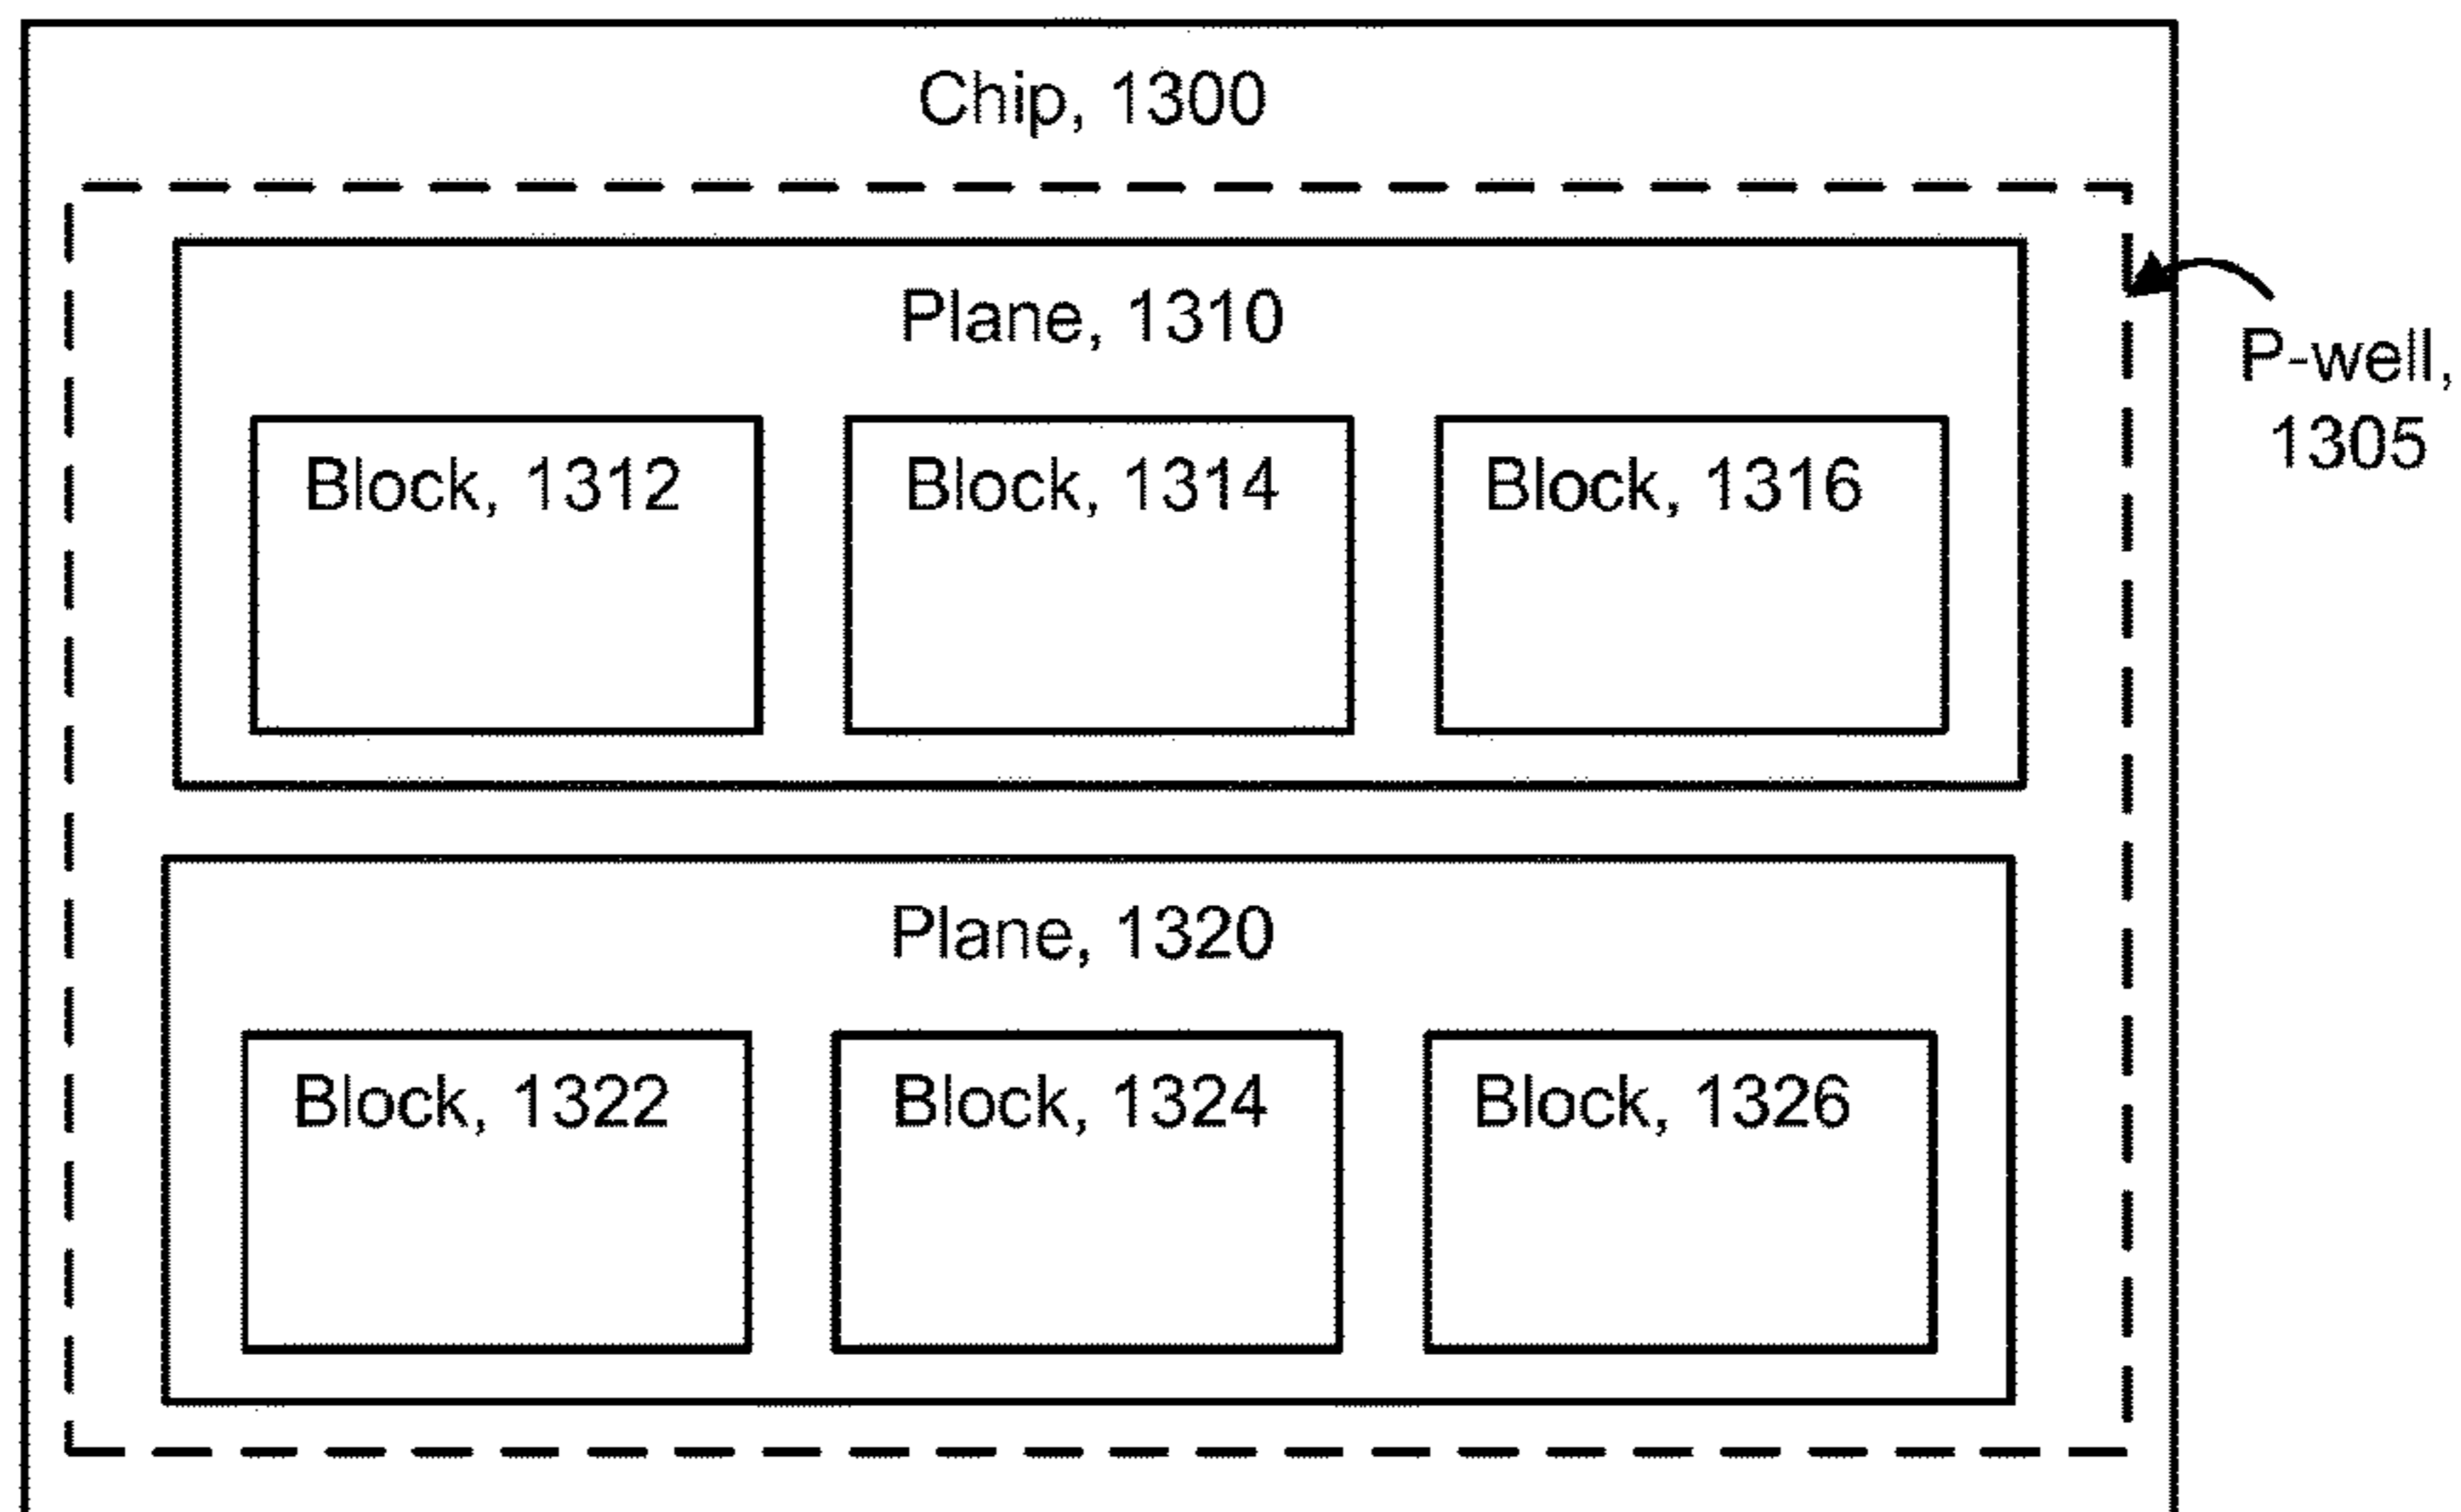 Chip, 1300
Plane, 1310
P-well,
1305
Block, 1312
Block, 1314
Block, 1316
Plane, 1320
Block, 1322
Block, 1324
Block, 1326